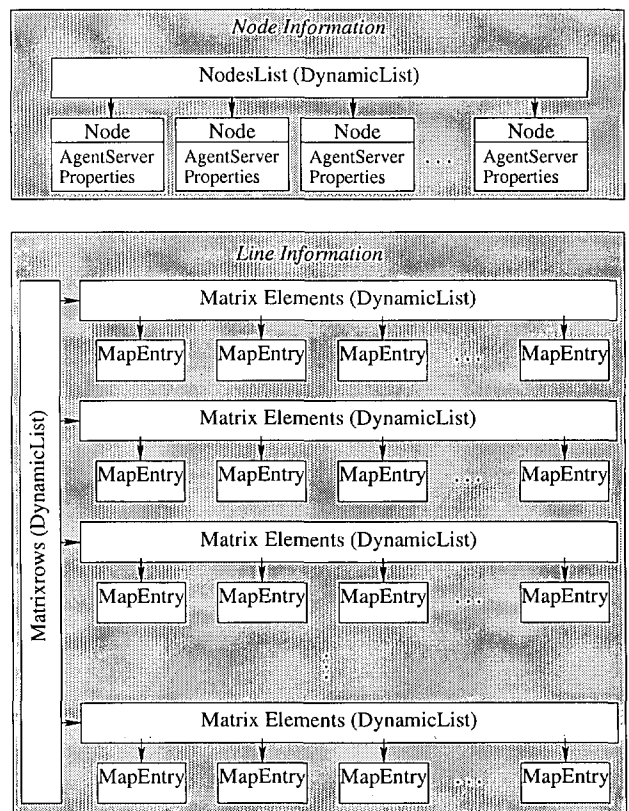 Node Information
NodesList (DynamicList)
Node Node Node Node
AgentServer AgentServer AgentServer . . . AgentServer
Properties Properties Properties Properties
Line Information
Matrixrows (DynamicList)
Matrix Elements (DynamicList)
MapEntry MapEntry MapEntry . . . MapEntry
Matrix Elements (DynamicList)
MapEntry MapEntry MapEntry . . . MapEntry
Matrix Elements (DynamicList)
MapEntry MapEntry MapEntry . . . MapEntry
. . .
Matrix Elements (DynamicList)
MapEntry MapEntry MapEntry . . . MapEntry